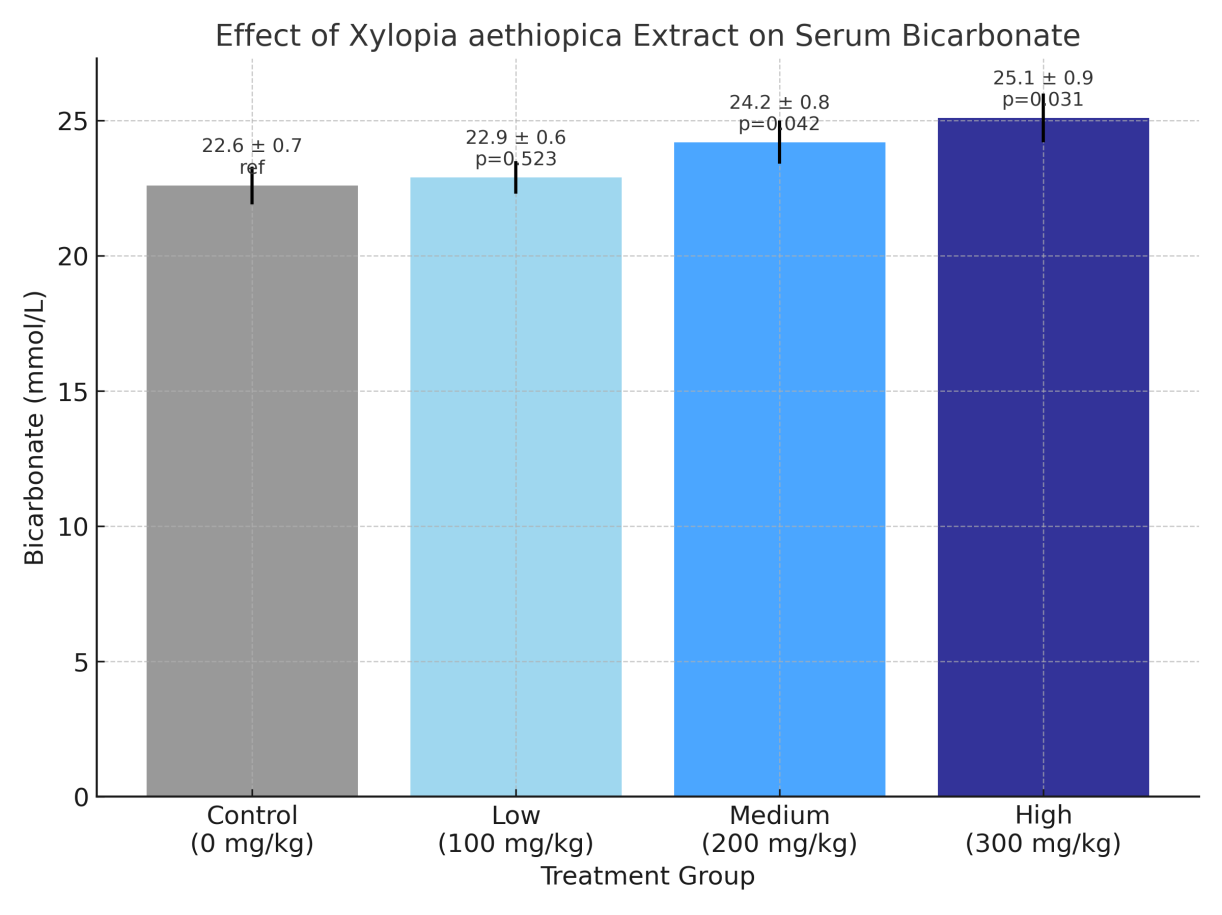 Effect of Xylopia aethiopica Extract on Serum Bicarbonate
Bicarbonate (mmol/L)
25
20
15
10
5
0
22.6 ± 0.7
ref
22.9 ± 0.6
p=0.523
24.2 ± 0.8
p=0.042
25.1 ± 0.9
p=0.031
Control
(0 mg/kg)
Low
(100 mg/kg)
Medium
(200 mg/kg)
High
(300 mg/kg)
Treatment Group